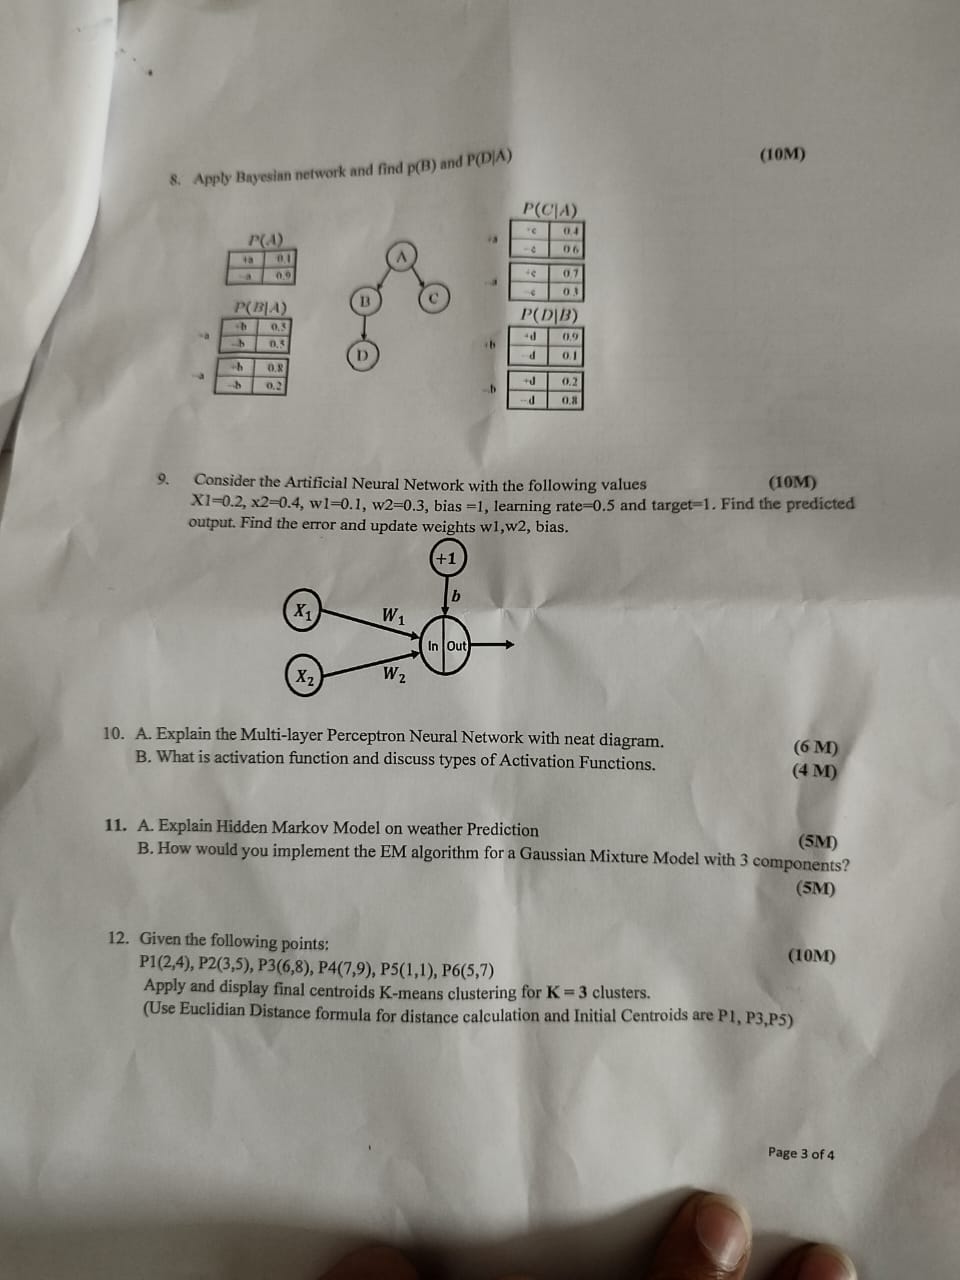 8. Apply Bayesian network and find p(B) and P(D|A) (10M)
P(A)
+a 0.1
-a 0.9
P(B|A)
-b 0.5
-a
-b 0.8
-a
-b 0.2
A
B
C
D
P(C|A)
+a
+c 0.4
-c 0.6
-a
+c 0.7
-c 0.3
P(D|B)
+b
+d 0.9
-d 0.1
-b
+d 0.2
-d 0.8
9. Consider the Artificial Neural Network with the following values (10M)
X1=0.2, x2=0.4, w1=0.1, w2=0.3, bias =1, learning rate=0.5 and target=1. Find the predicted
output. Find the error and update weights w1,w2, bias.
+1
b
X1
W1
In Out
X2
W2
10. A. Explain the Multi-layer Perceptron Neural Network with neat diagram. (6 M)
B. What is activation function and discuss types of Activation Functions. (4 M)
11. A. Explain Hidden Markov Model on weather Prediction (5M)
B. How would you implement the EM algorithm for a Gaussian Mixture Model with 3 components?
(5M)
12. Given the following points: (10M)
P1(2,4), P2(3,5), P3(6,8), P4(7,9), P5(1,1), P6(5,7)
Apply and display final centroids K-means clustering for K = 3 clusters.
(Use Euclidian Distance formula for distance calculation and Initial Centroids are P1, P3,P5)
Page 3 of 4